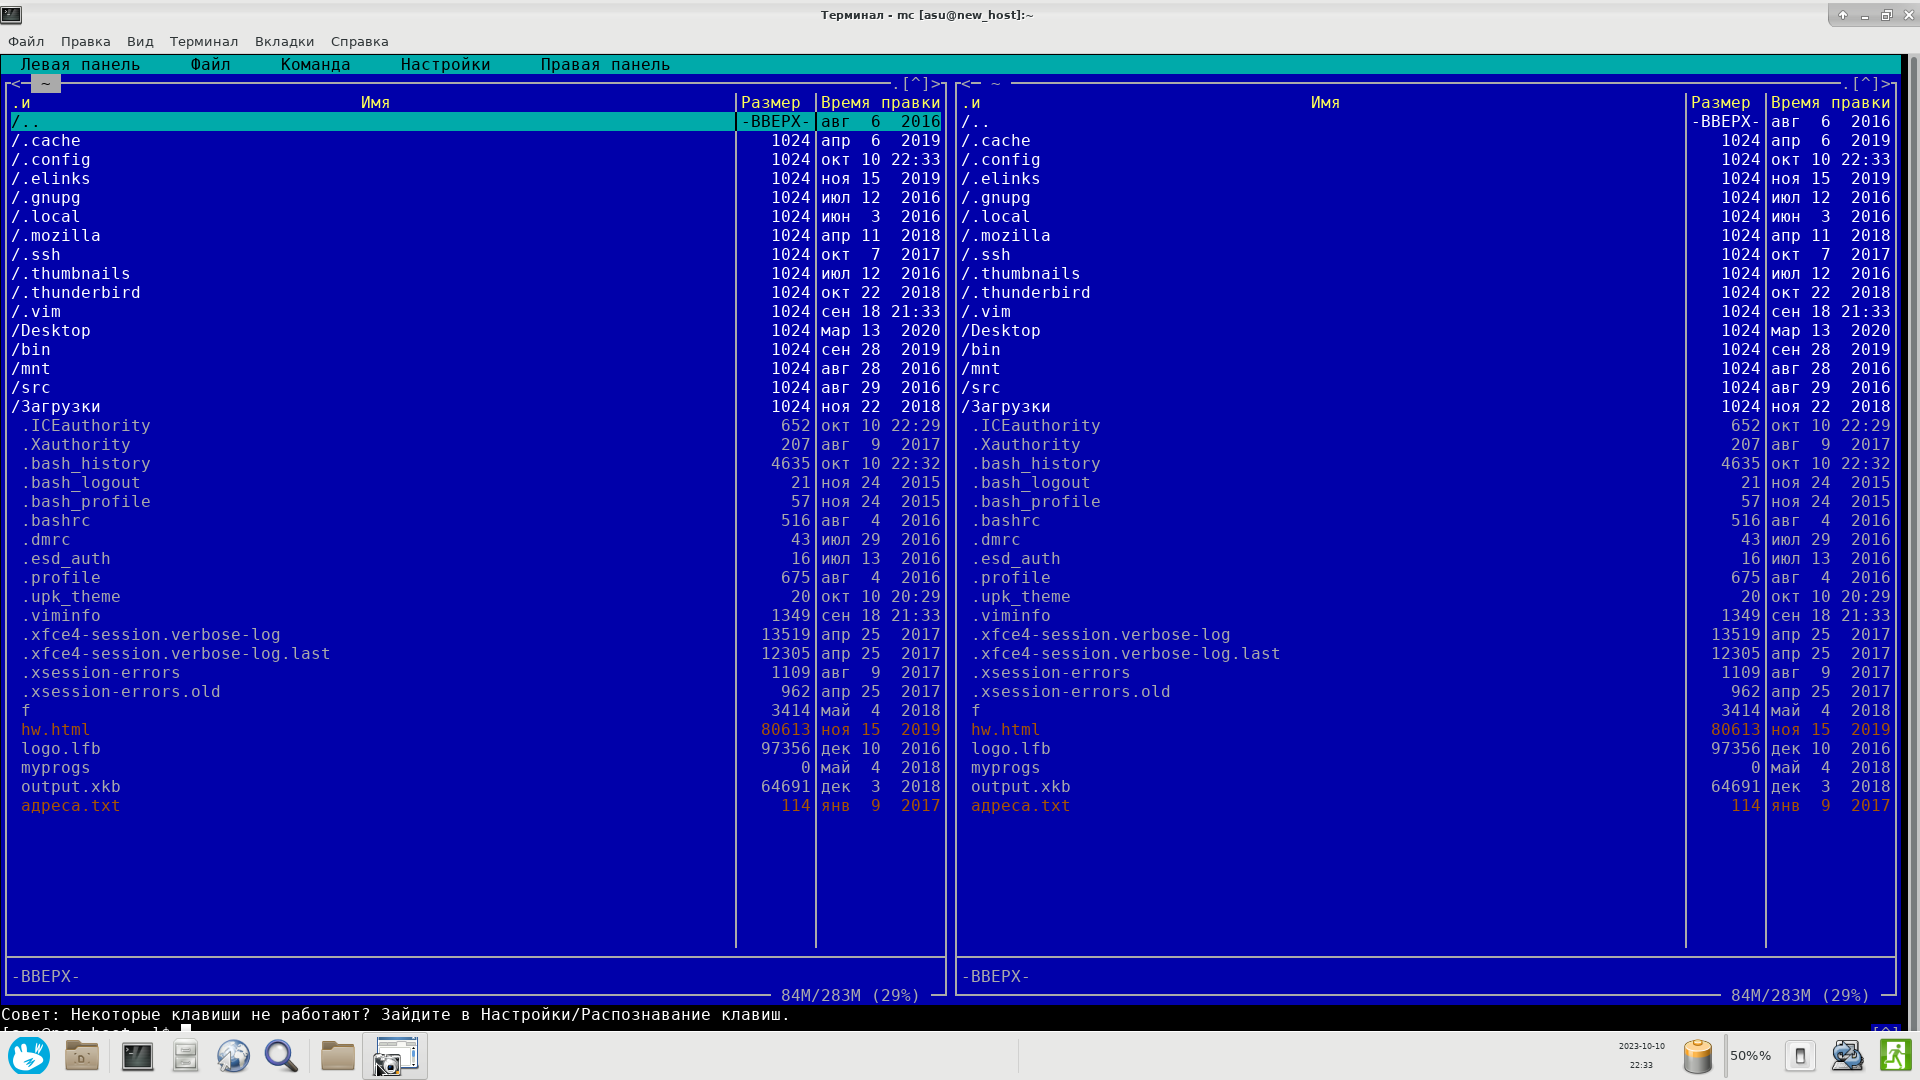 Терминал - mc [asu@new_host]:~
Файл Правка Вид Терминал Вкладки Справка
Левая панель Файл Команда Настройки Правая панель
<─ ~ .[^]> <─ ~ .[^]>
.и Имя Размер Время правки .и Имя Размер Время правки
/.. -ВВЕРХ- авг 6 2016 /.. -ВВЕРХ- авг 6 2016
/.cache 1024 апр 6 2019 /.cache 1024 апр 6 2019
/.config 1024 окт 10 22:33 /.config 1024 окт 10 22:33
/.elinks 1024 ноя 15 2019 /.elinks 1024 ноя 15 2019
/.gnupg 1024 июл 12 2016 /.gnupg 1024 июл 12 2016
/.local 1024 июн 3 2016 /.local 1024 июн 3 2016
/.mozilla 1024 апр 11 2018 /.mozilla 1024 апр 11 2018
/.ssh 1024 окт 7 2017 /.ssh 1024 окт 7 2017
/.thumbnails 1024 июл 12 2016 /.thumbnails 1024 июл 12 2016
/.thunderbird 1024 окт 22 2018 /.thunderbird 1024 окт 22 2018
/.vim 1024 сен 18 21:33 /.vim 1024 сен 18 21:33
/Desktop 1024 мар 13 2020 /Desktop 1024 мар 13 2020
/bin 1024 сен 28 2019 /bin 1024 сен 28 2019
/mnt 1024 авг 28 2016 /mnt 1024 авг 28 2016
/src 1024 авг 29 2016 /src 1024 авг 29 2016
/Загрузки 1024 ноя 22 2018 /Загрузки 1024 ноя 22 2018
.ICEauthority 652 окт 10 22:29 .ICEauthority 652 окт 10 22:29
.Xauthority 207 авг 9 2017 .Xauthority 207 авг 9 2017
.bash_history 4635 окт 10 22:32 .bash_history 4635 окт 10 22:32
.bash_logout 21 ноя 24 2015 .bash_logout 21 ноя 24 2015
.bash_profile 57 ноя 24 2015 .bash_profile 57 ноя 24 2015
.bashrc 516 авг 4 2016 .bashrc 516 авг 4 2016
.dmrc 43 июл 29 2016 .dmrc 43 июл 29 2016
.esd_auth 16 июл 13 2016 .esd_auth 16 июл 13 2016
.profile 675 авг 4 2016 .profile 675 авг 4 2016
.upk_theme 20 окт 10 20:29 .upk_theme 20 окт 10 20:29
.viminfo 1349 сен 18 21:33 .viminfo 1349 сен 18 21:33
.xfce4-session.verbose-log 13519 апр 25 2017 .xfce4-session.verbose-log 13519 апр 25 2017
.xfce4-session.verbose-log.last 12305 апр 25 2017 .xfce4-session.verbose-log.last 12305 апр 25 2017
.xsession-errors 1109 авг 9 2017 .xsession-errors 1109 авг 9 2017
.xsession-errors.old 962 апр 25 2017 .xsession-errors.old 962 апр 25 2017
f 3414 май 4 2018 f 3414 май 4 2018
hw.html 80613 ноя 15 2019 hw.html 80613 ноя 15 2019
logo.lfb 97356 дек 10 2016 logo.lfb 97356 дек 10 2016
myprogs 0 май 4 2018 myprogs 0 май 4 2018
output.xkb 64691 дек 3 2018 output.xkb 64691 дек 3 2018
адреса.txt 114 янв 9 2017 адреса.txt 114 янв 9 2017
-ВВЕРХ- -ВВЕРХ-
84M/283M (29%) 84M/283M (29%)
Совет: Некоторые клавиши не работают? Зайдите в Настройки/Распознавание клавиш.
[asu@new_host ~]$ [^]
2023-10-10
22:33
50%%